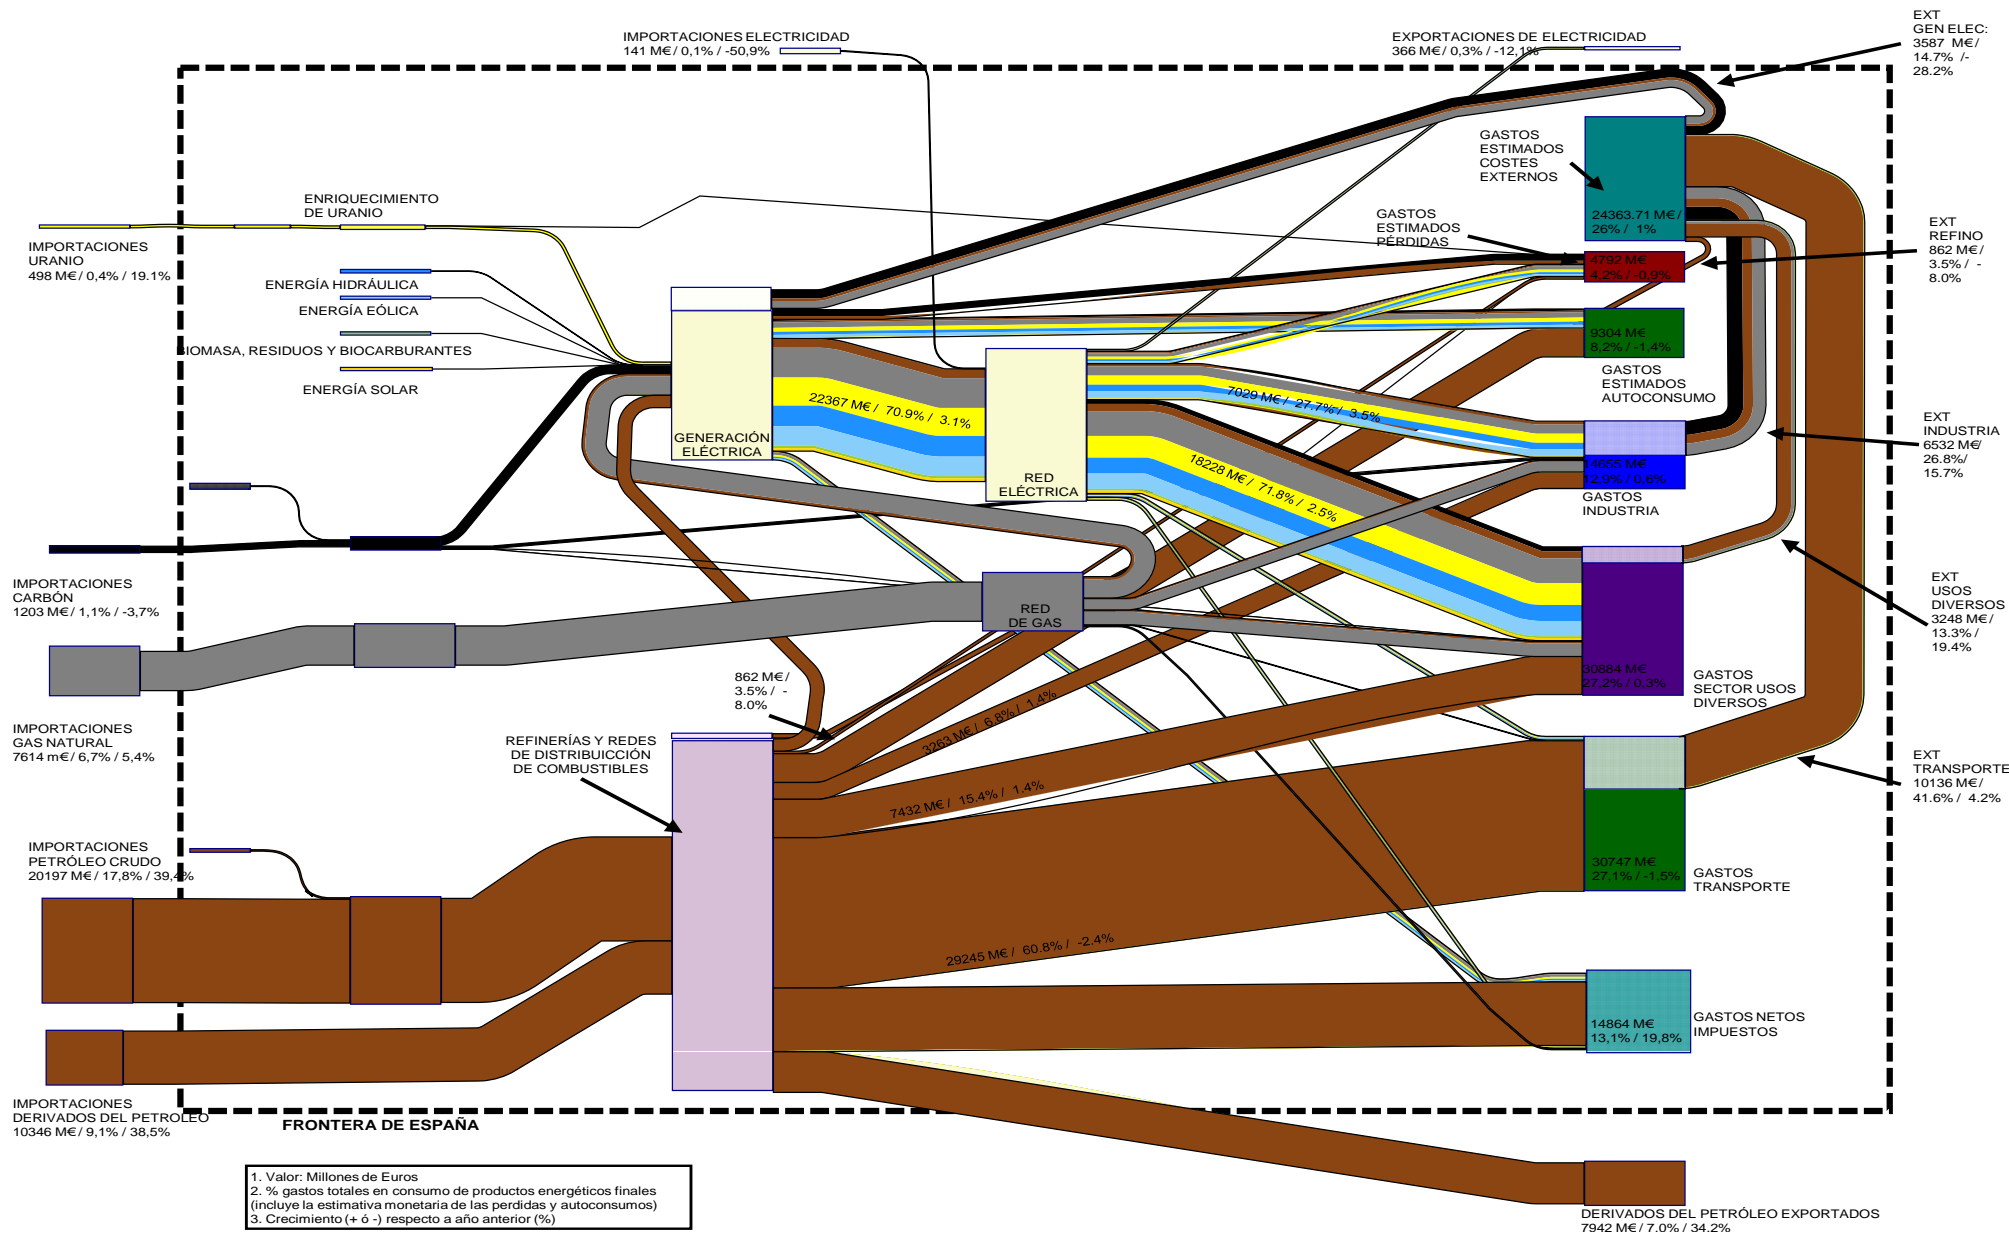 IMPORTACIONES ELECTRICIDAD
141 M€ / 0,1% / -50,9%
EXPORTACIONES DE ELECTRICIDAD
366 M€ / 0,3% / -12,1%
EXT
GEN ELEC:
3587 M€ /
14.7% /-
28.2%
GASTOS
ESTIMADOS
COSTES
EXTERNOS
24363.71 M€ /
26% / 1%
ENRIQUECIMIENTO
DE URANIO
IMPORTACIONES
URANIO
498 M€ / 0,4% / 19.1%
GASTOS
ESTIMADOS
PÉRDIDAS
4792 M€
4,2% / -0,9%
EXT
REFINO
862 M€ /
3.5% / -
8.0%
ENERGÍA HIDRÁULICA
ENERGÍA EÓLICA
BIOMASA, RESIDUOS Y BIOCARBURANTES
ENERGÍA SOLAR
9304 M€
8,2% / -1,4%
GASTOS
ESTIMADOS
AUTOCONSUMO
22367 M€ / 70.9% / 3.1%
7029 M€ / 27.7% / 3.5%
GENERACIÓN
ELÉCTRICA
RED
ELÉCTRICA
18228 M€ / 71.8% / 2.5%
14655 M€
12,9% / 0,6%
GASTOS
INDUSTRIA
EXT
INDUSTRIA
6532 M€/
26.8%/
15.7%
IMPORTACIONES
CARBÓN
1203 M€ / 1,1% / -3,7%
RED
DE GAS
EXT
USOS
DIVERSOS
3248 M€ /
13.3% /
19.4%
30884 M€
27,2% / 0,3%
GASTOS
SECTOR USOS
DIVERSOS
862 M€ /
3.5% / -
8.0%
IMPORTACIONES
GAS NATURAL
7614 m€ / 6,7% / 5,4%
REFINERÍAS Y REDES
DE DISTRIBUICCIÓN
DE COMBUSTIBLES
3263 M€ / 6.8% / 1.4%
7432 M€ / 15.4% / 1.4%
EXT
TRANSPORTE
10136 M€ /
41.6% / 4.2%
IMPORTACIONES
PETRÓLEO CRUDO
20197 M€ / 17,8% / 39,4%
30747 M€
27,1% / -1,5%
GASTOS
TRANSPORTE
29245 M€ / 60.8% / -2.4%
14864 M€
13,1% / 19,8%
GASTOS NETOS
IMPUESTOS
IMPORTACIONES
DERIVADOS DEL PETROLEO
10346 M€ / 9,1% / 38,5%
FRONTERA DE ESPAÑA
1. Valor: Millones de Euros
2. % gastos totales en consumo de productos energéticos finales
(incluye la estimativa monetaria de las perdidas y autoconsumos)
3. Crecimiento (+ ó -) respecto a año anterior (%)
DERIVADOS DEL PETRÓLEO EXPORTADOS
7942 M€ / 7.0% / 34.2%